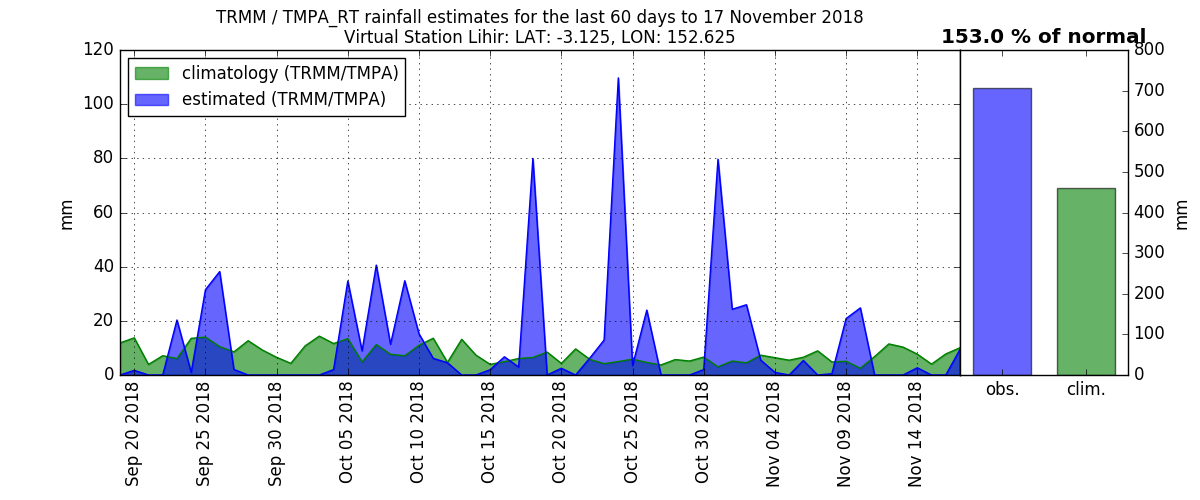 TRMM / TMPA_RT rainfall estimates for the last 60 days to 17 November 2018
Virtual Station Lihir: LAT: -3.125, LON: 152.625
153.0 % of normal
climatology (TRMM/TMPA)
estimated (TRMM/TMPA)
mm
120
100
80
60
40
20
0
Sep 20 2018
Sep 25 2018
Sep 30 2018
Oct 05 2018
Oct 10 2018
Oct 15 2018
Oct 20 2018
Oct 25 2018
Oct 30 2018
Nov 04 2018
Nov 09 2018
Nov 14 2018
obs.
clim.
800
700
600
500
400
300
200
100
0
mm